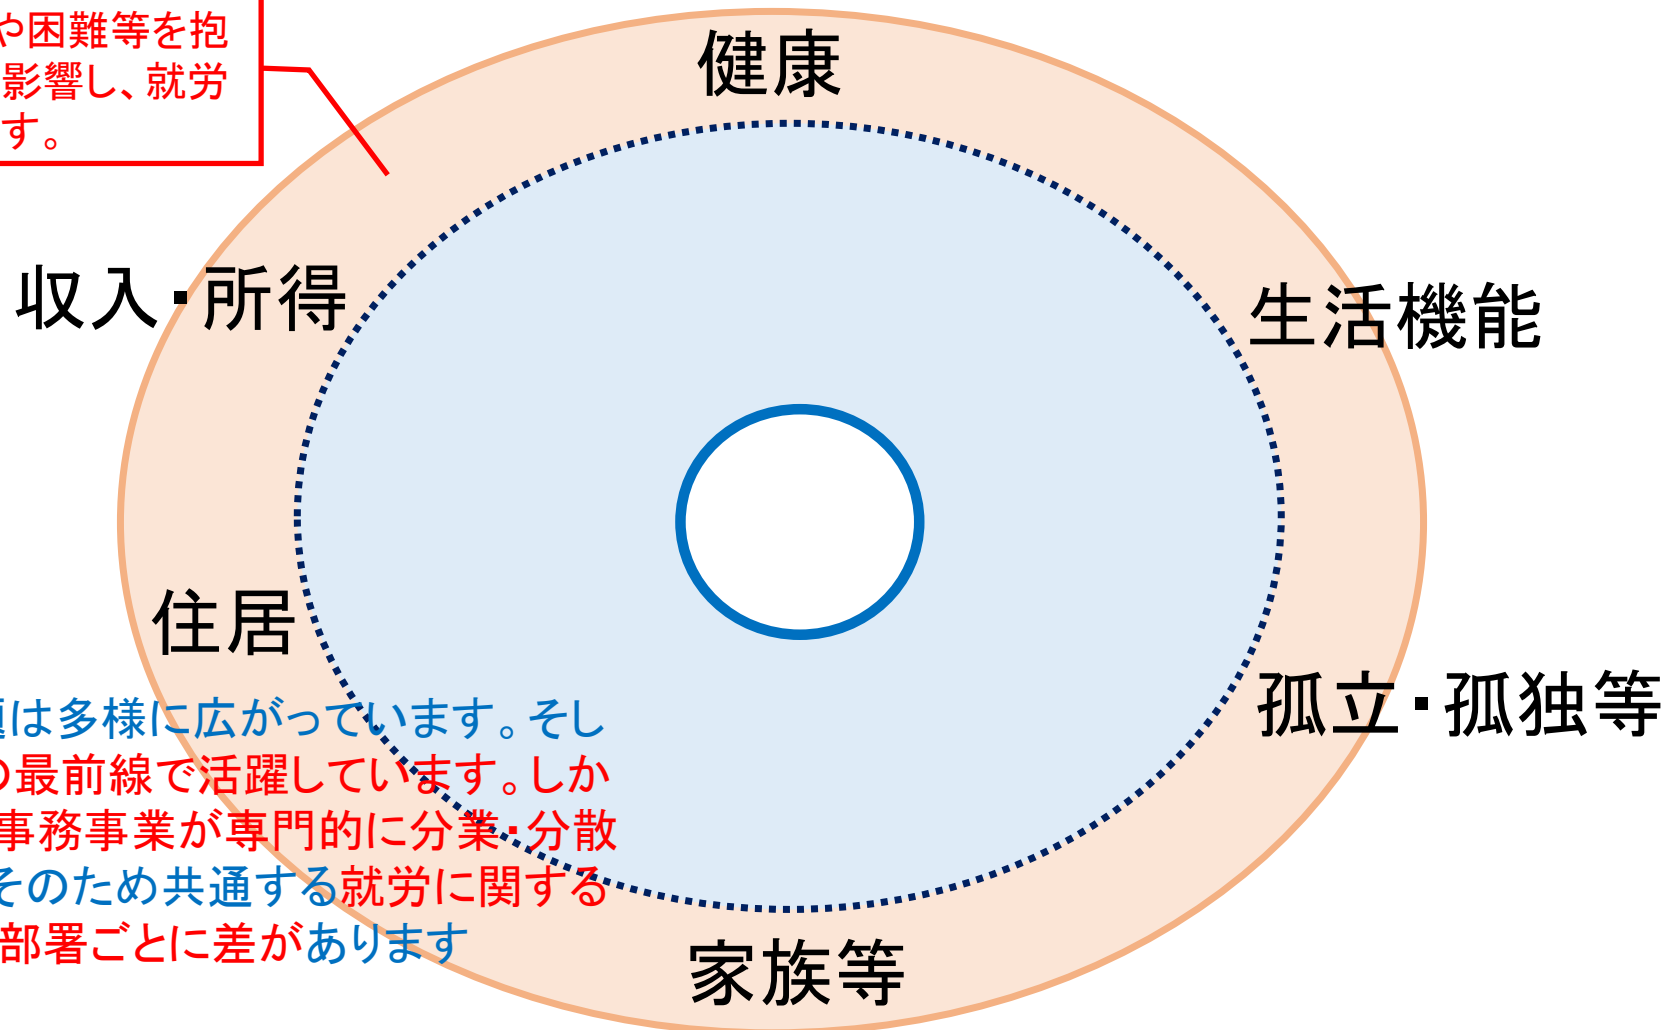 や困難等を抱
影響し、就労
す。
健康
収入・所得
生活機能
住居
孤立・孤独等
題は多様に広がっています。そし
の最前線で活躍しています。しか
事務事業が専門的に分業・分散
そのため共通する就労に関する
部署ごとに差があります
家族等